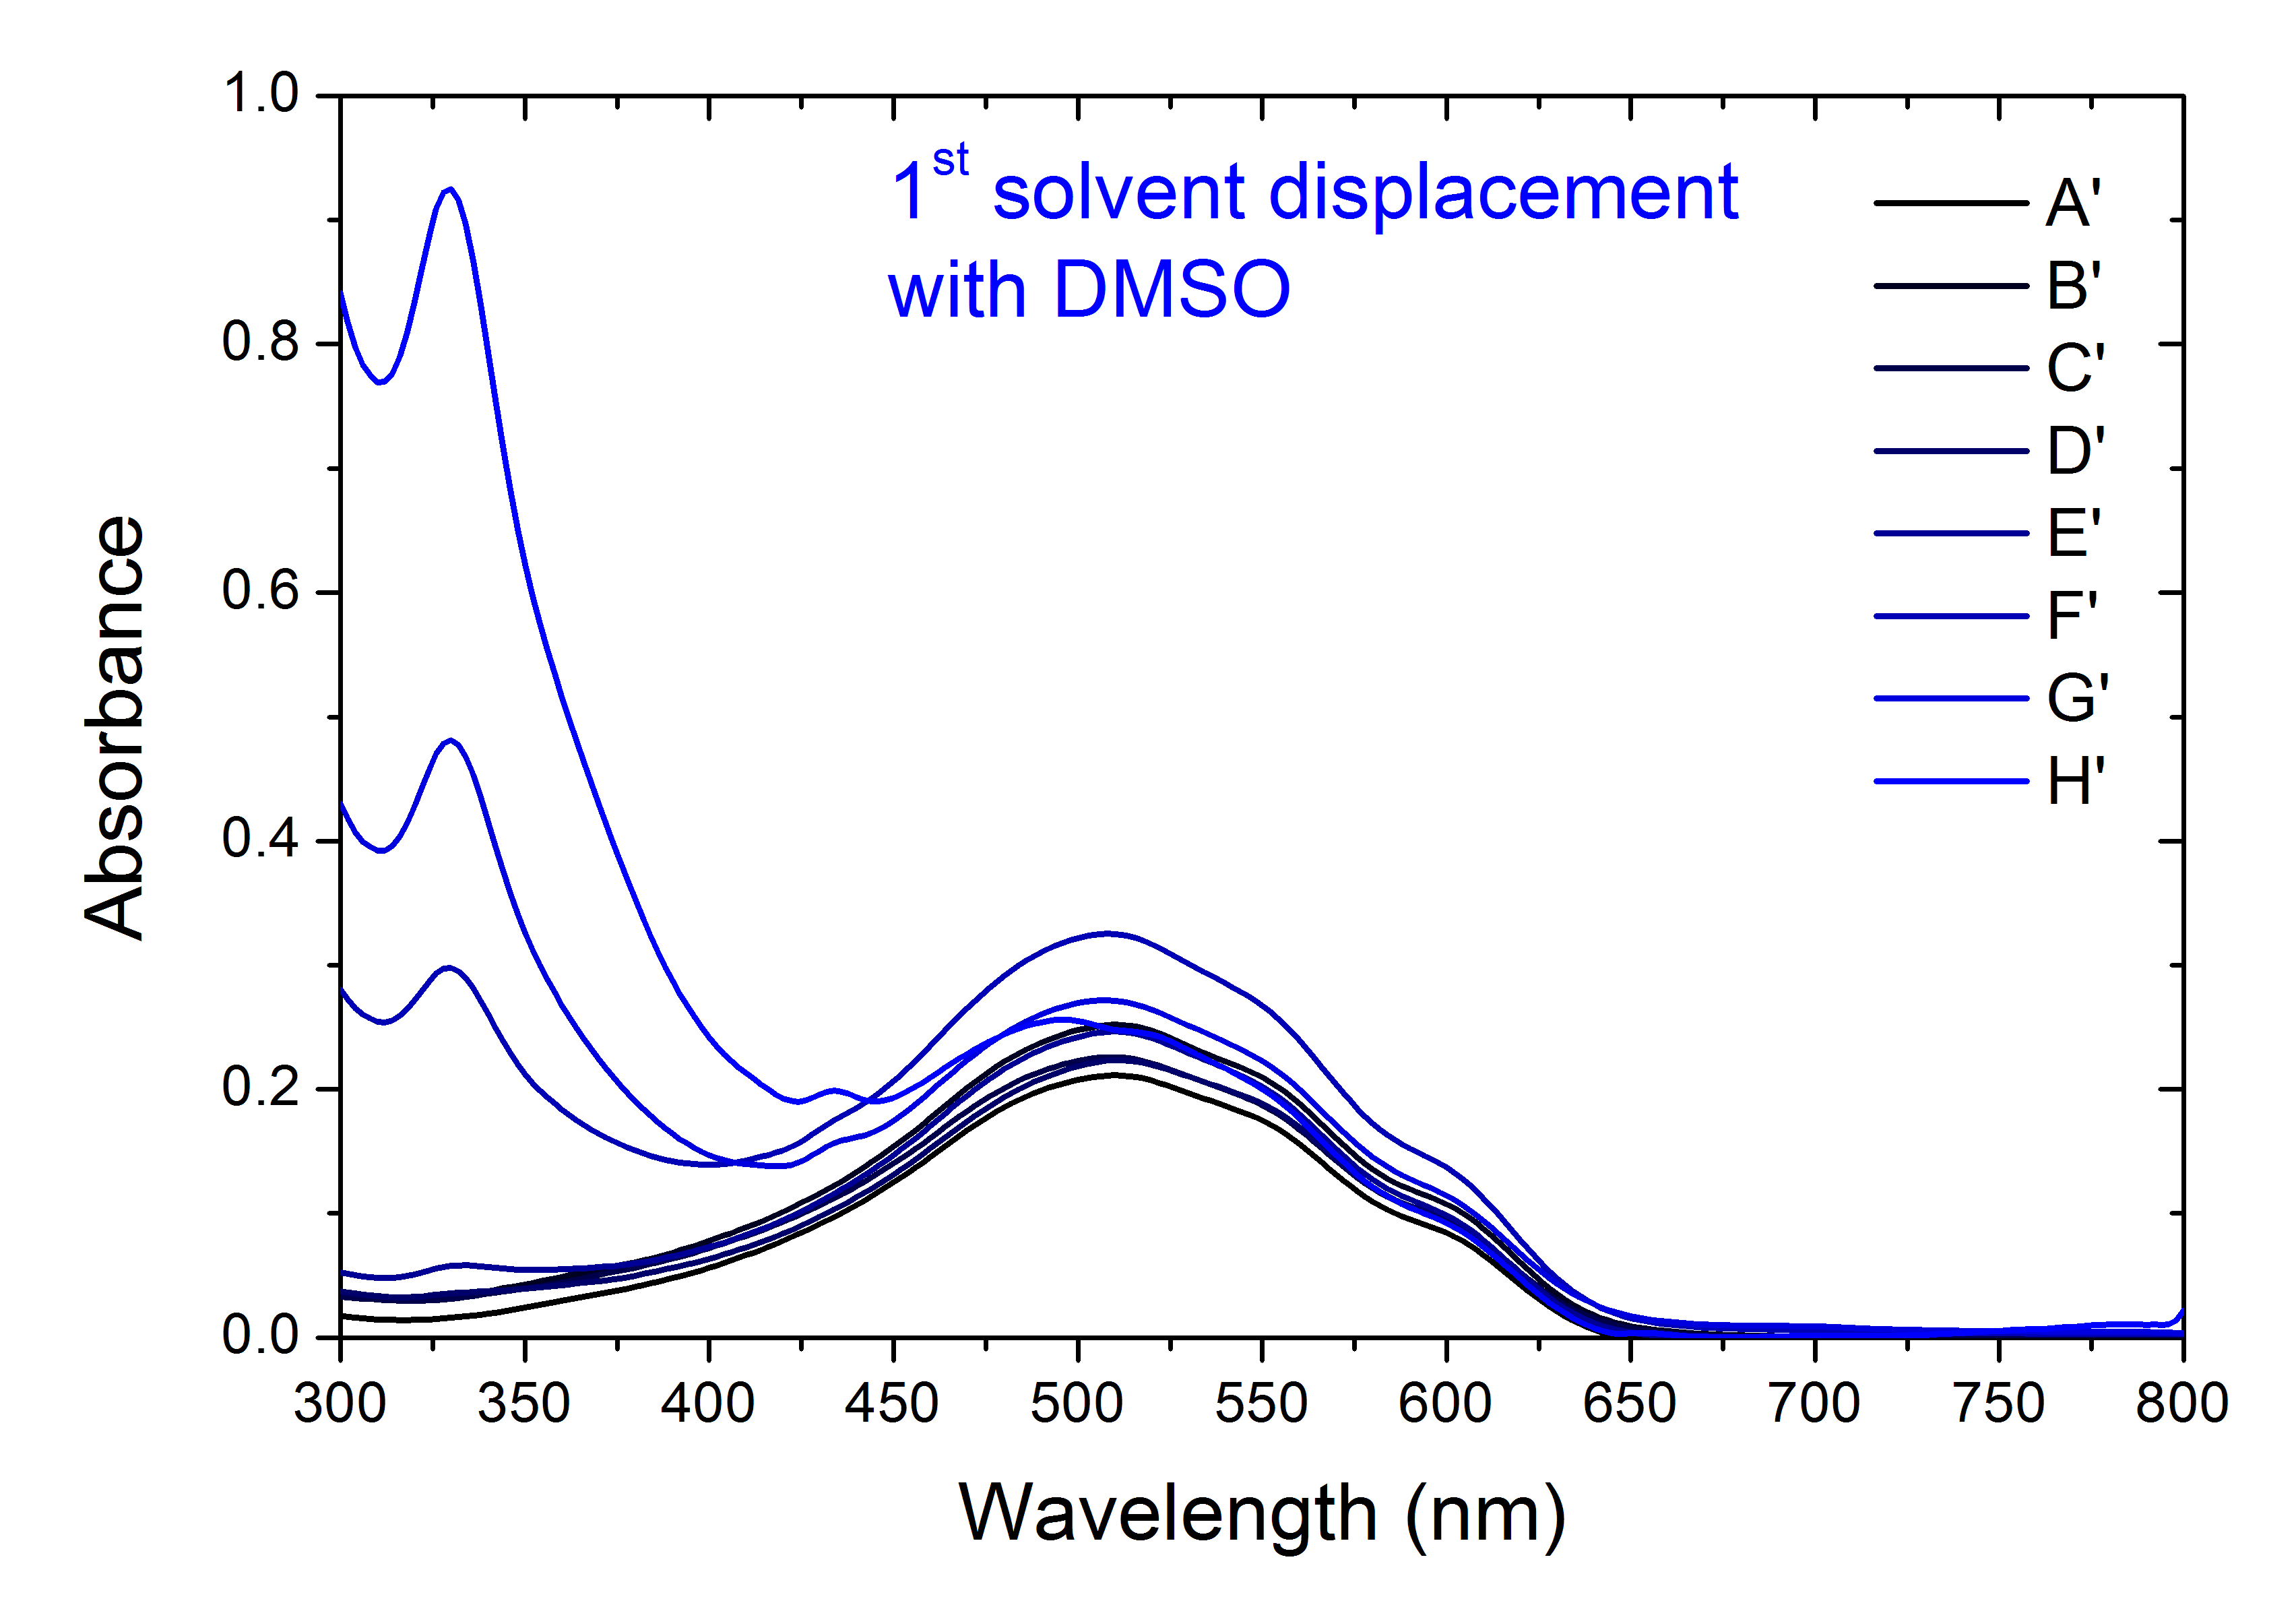 1.0
0.8
0.6
0.4
0.2
0.0
Absorbance
1st solvent displacement
with DMSO
A'
B'
C'
D'
E'
F'
G'
H'
300 350 400 450 500 550 600 650 700 750 800
Wavelength (nm)